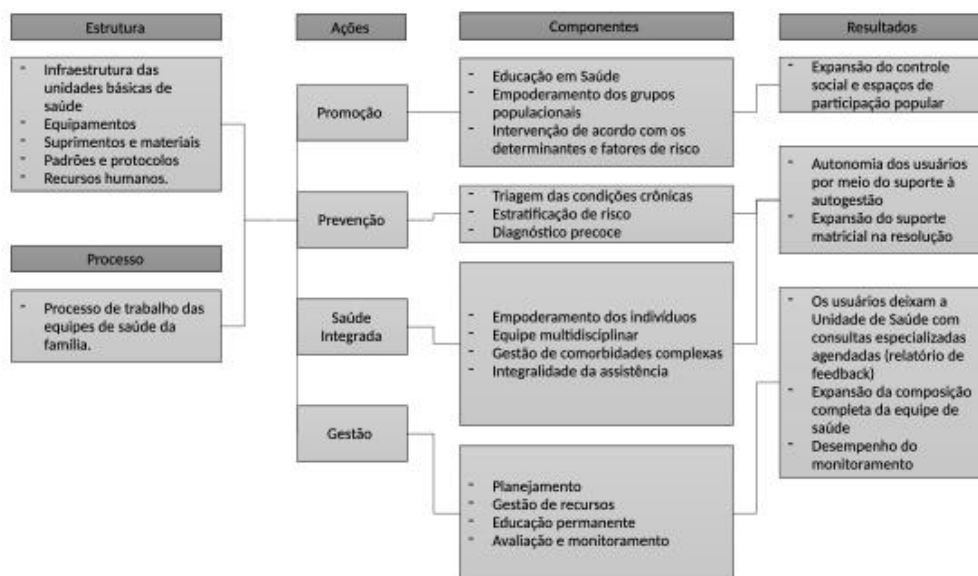 Estrutura
- Infraestrutura das
unidades básicas de
saúde
- Equipamentos
- Suprimentos e materiais
- Padrões e protocolos
- Recursos humanos.
Processo
- Processo de trabalho das
equipes de saúde da
família.
Ações
Promoção
Prevenção
Saúde
Integrada
Gestão
Componentes
- Educação em Saúde
- Empoderamento dos grupos
populacionais
- Intervenção de acordo com os
determinantes e fatores de risco
- Triagem das condições crônicas
- Estratificação de risco
- Diagnóstico precoce
- Empoderamento dos indivíduos
- Equipe multidisciplinar
- Gestão de comorbidades complexas
- Integralidade da assistência
- Planejamento
- Gestão de recursos
- Educação permanente
- Avaliação e monitoramento
Resultados
- Expansão do controle
social e espaços de
participação popular
- Autonomia dos usuários
por meio do suporte à
autogestão
- Expansão do suporte
matricial na resolução
- Os usuários deixam a
Unidade de Saúde com
consultas especializadas
agendadas (relatório de
feedback)
- Expansão da composição
completa da equipe de
saúde
- Desempenho do
monitoramento